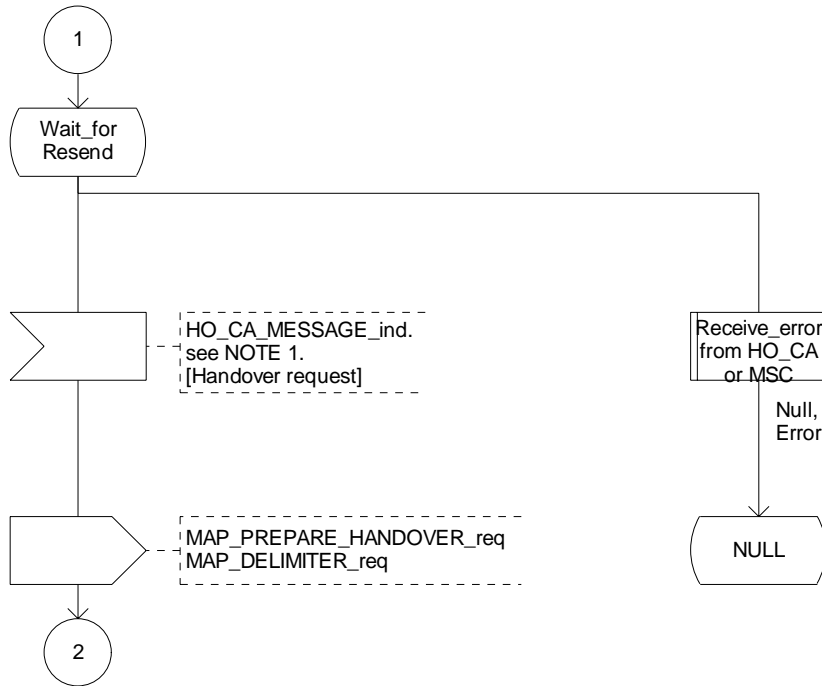 1
Wait_for
Resend
HO_CA_MESSAGE_ind.
see NOTE 1.
[Handover request]
Receive_error
from HO_CA
or MSC
Null,
Error
MAP_PREPARE_HANDOVER_req
MAP_DELIMITER_req
NULL
2